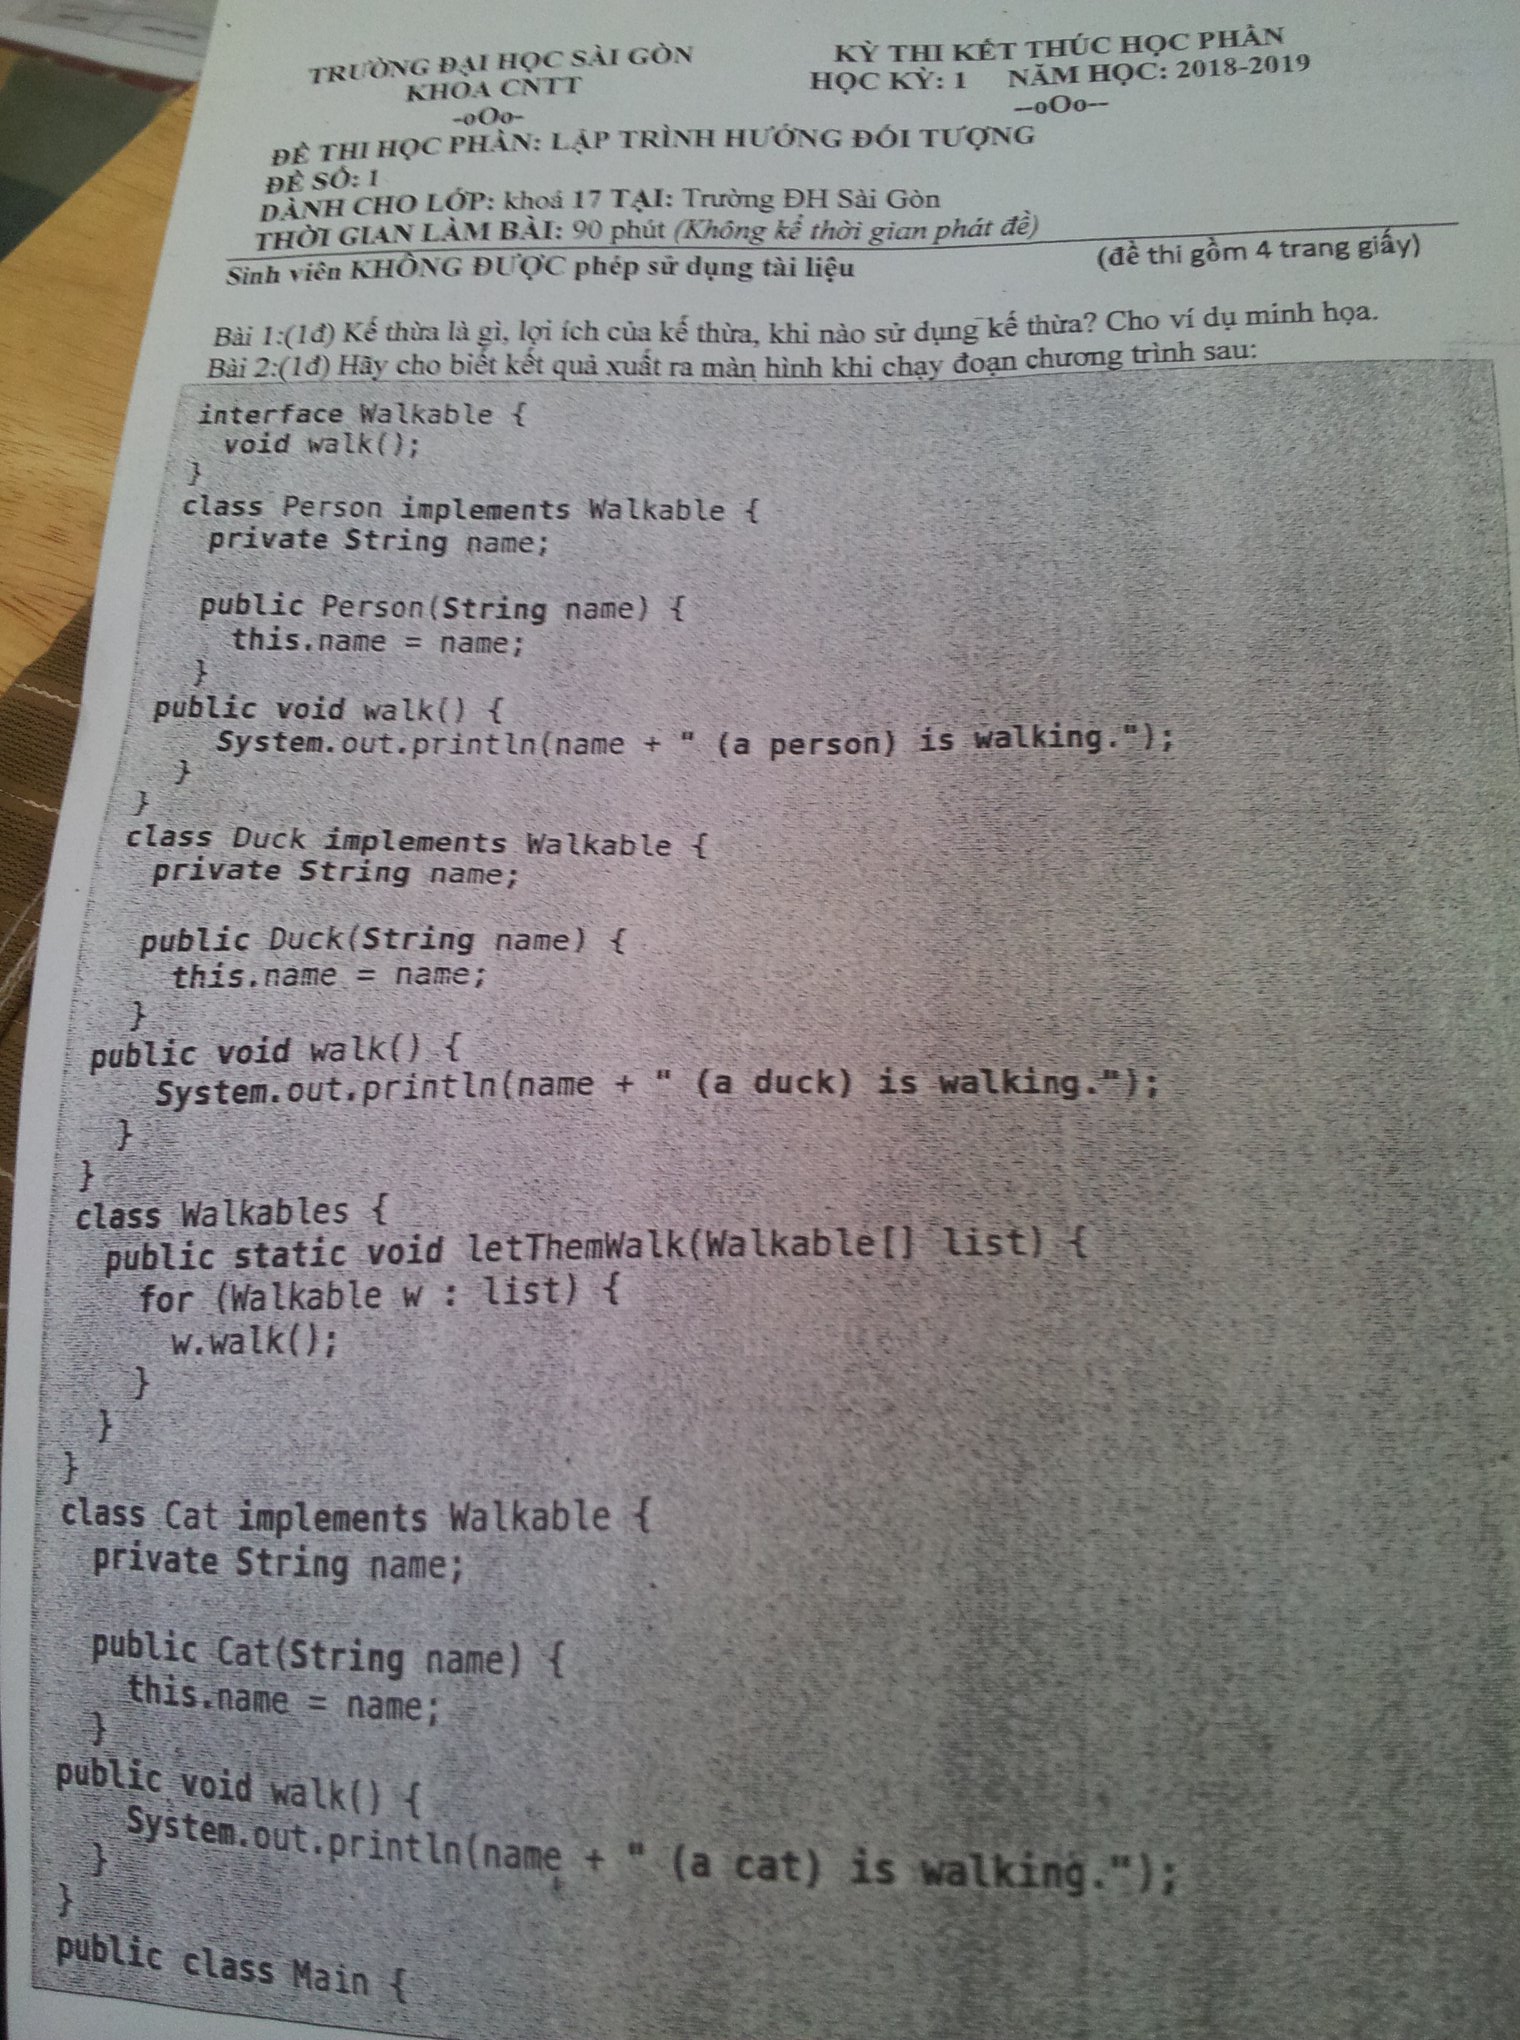 TRƯỜNG ĐẠI HỌC SÀI GÒN
KHOA CNTT
-oOo-
KỲ THI KẾT THÚC HỌC PHẦN
HỌC KỲ: 1 NĂM HỌC: 2018-2019
--oOo--
ĐỀ THI HỌC PHẦN: LẬP TRÌNH HƯỚNG ĐỐI TƯỢNG
ĐỀ SỐ: 1
DÀNH CHO LỚP: khoá 17 TẠI: Trường ĐH Sài Gòn
THỜI GIAN LÀM BÀI: 90 phút (Không kể thời gian phát đề)
Sinh viên KHÔNG ĐƯỢC phép sử dụng tài liệu (đề thi gồm 4 trang giấy)
Bài 1:(1đ) Kế thừa là gì, lợi ích của kế thừa, khi nào sử dụng kế thừa? Cho ví dụ minh họa.
Bài 2:(1đ) Hãy cho biết kết quả xuất ra màn hình khi chạy đoạn chương trình sau:
interface Walkable {
void walk();
}
class Person implements Walkable {
private String name;
public Person(String name) {
this.name = name;
}
public void walk() {
System.out.println(name + " (a person) is walking.");
}
}
class Duck implements Walkable {
private String name;
public Duck(String name) {
this.name = name;
}
public void walk() {
System.out.println(name + " (a duck) is walking.");
}
}
class Walkables {
public static void letThemWalk(Walkable[] list) {
for (Walkable w : list) {
w.walk();
}
}
}
class Cat implements Walkable {
private String name;
public Cat(String name) {
this.name = name;
}
public void walk() {
System.out.println(name + " (a cat) is walking.");
}
}
public class Main {